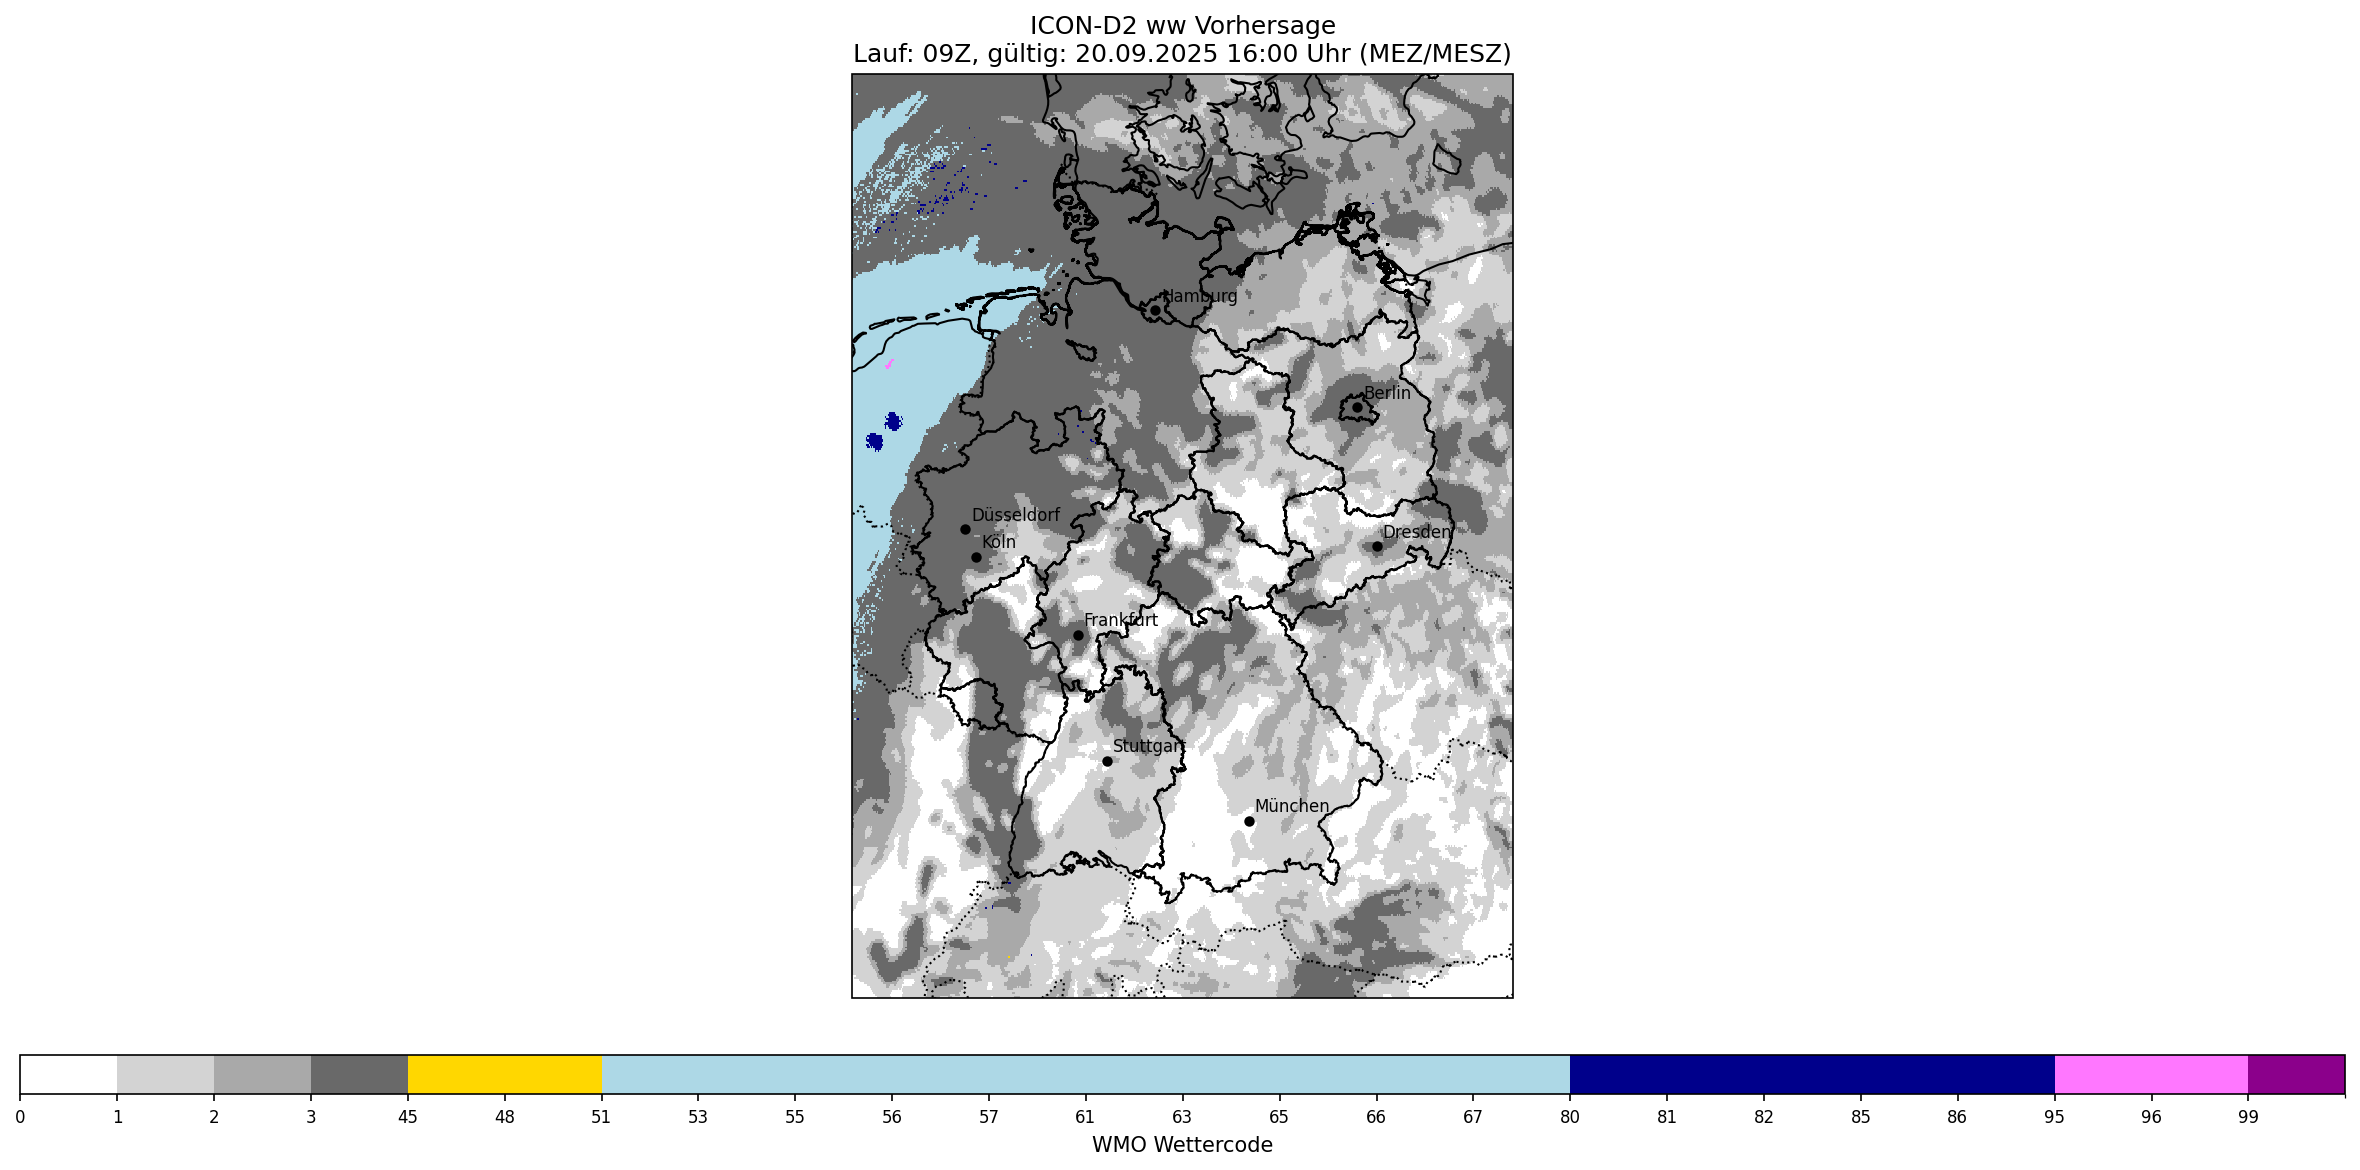 ICON-D2 ww Vorhersage
Lauf: 09Z, gültig: 20.09.2025 16:00 Uhr (MEZ/MESZ)
Hamburg
Berlin
Düsseldorf
Köln
Dresden
Frankfurt
Stuttgart
München
0 1 2 3 45 48 51 53 55 56 57 61 63 65 66 67 80 81 82 85 86 95 96 99
WMO Wettercode